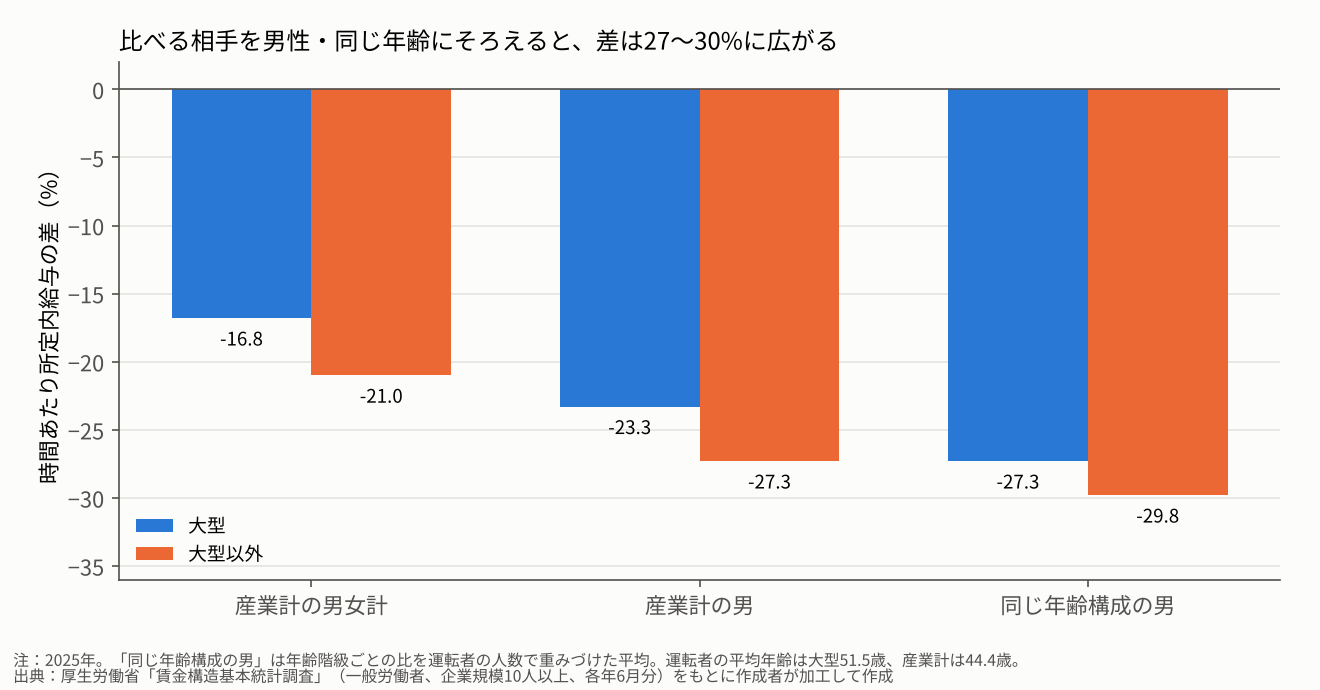 比べる相手を男性・同じ年齢にそろえると、差は27〜30%に広がる
時間あたり所定内給与の差（%）
0
−5
−10
−15
−20
−25
−30
−35
-16.8
-21.0
-23.3
-27.3
-27.3
-29.8
大型
大型以外
産業計の男女計
産業計の男
同じ年齢構成の男
注：2025年。「同じ年齢構成の男」は年齢階級ごとの比を運転者の人数で重みづけた平均。運転者の平均年齢は大型51.5歳、産業計は44.4歳。
出典：厚生労働省「賃金構造基本統計調査」（一般労働者、企業規模10人以上、各年6月分）をもとに作成者が加工して作成